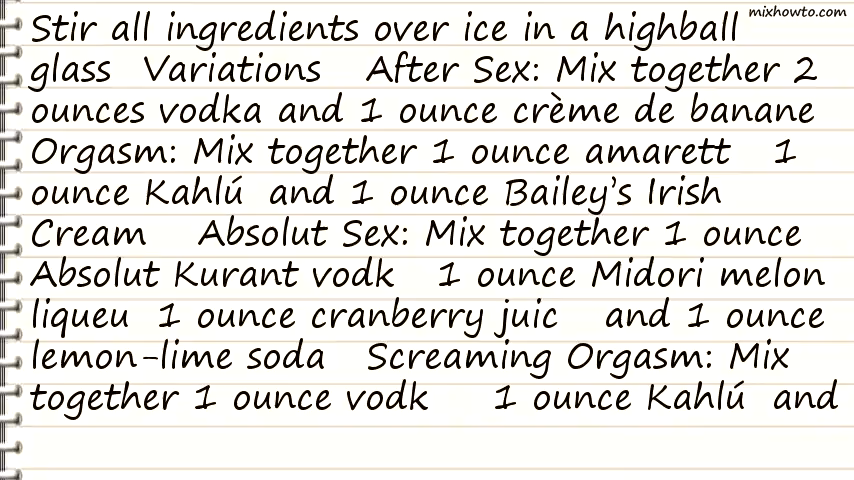 mixhowto.com
Stir all ingredients over ice in a highball
glass Variations After Sex: Mix together 2
ounces vodka and 1 ounce crème de banane
Orgasm: Mix together 1 ounce amarett 1
ounce Kahlú and 1 ounce Bailey's Irish
Cream Absolut Sex: Mix together 1 ounce
Absolut Kurant vodk 1 ounce Midori melon
liqueu 1 ounce cranberry juic and 1 ounce
lemon-lime soda Screaming Orgasm: Mix
together 1 ounce vodk 1 ounce Kahlú and